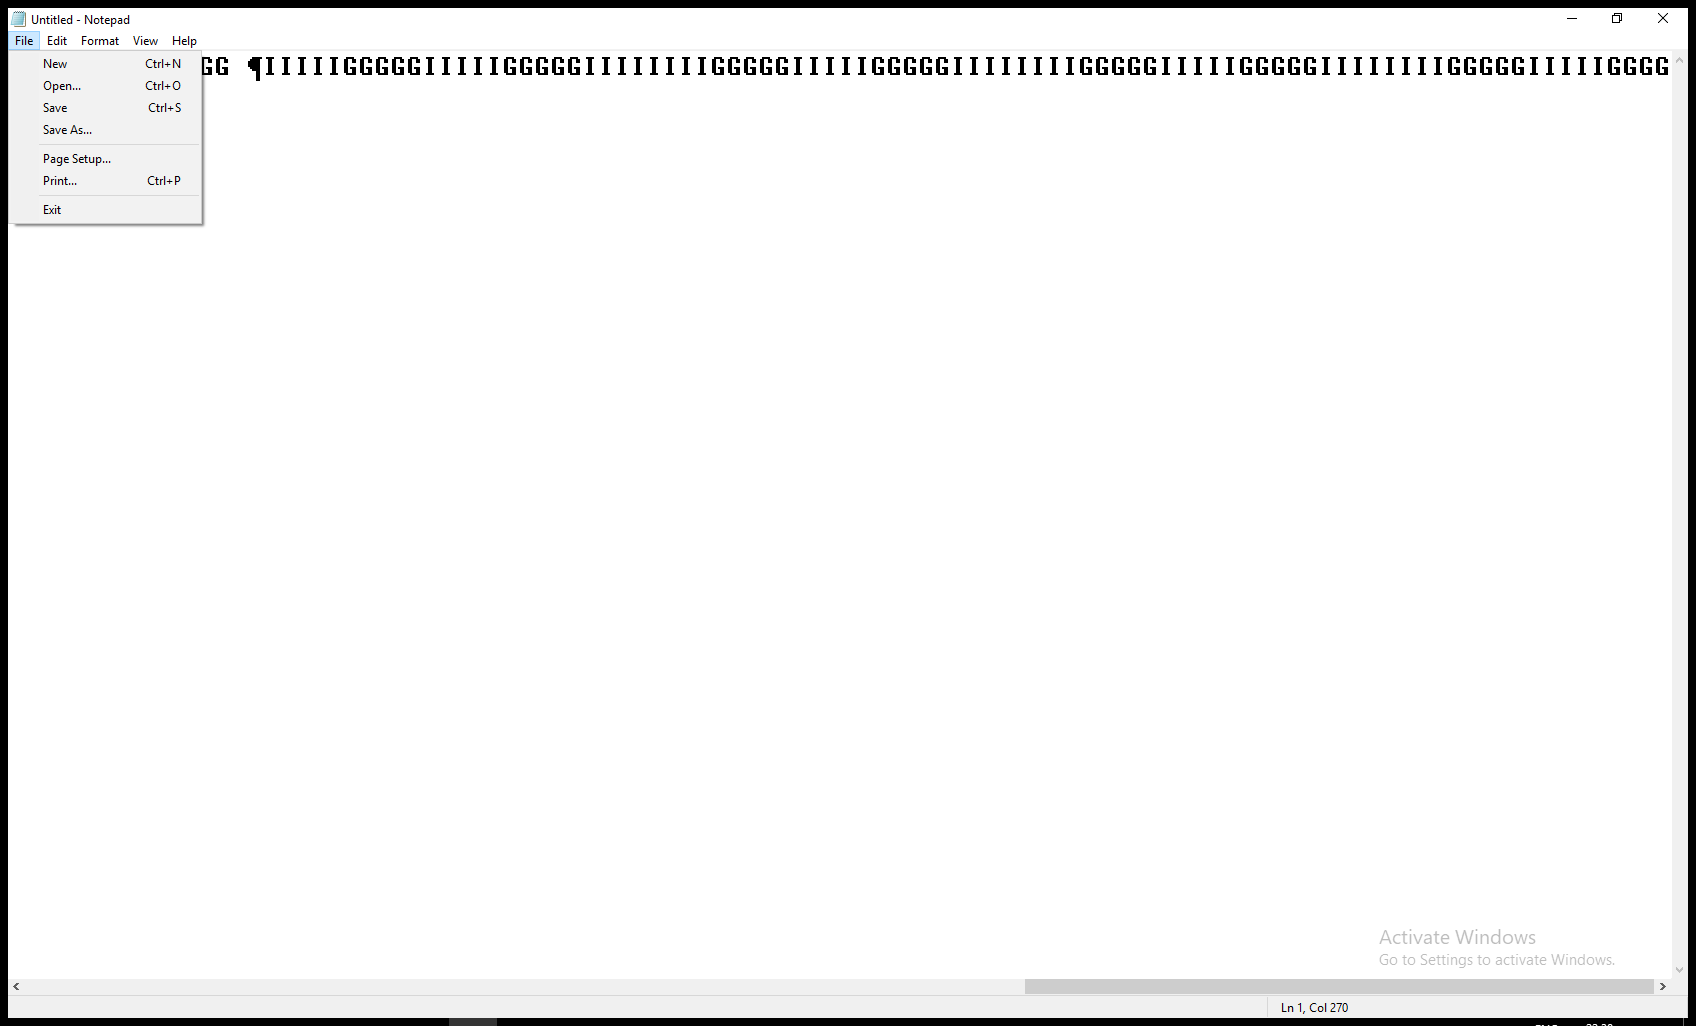 Untitled - Notepad
File Edit Format View Help
GG ¶IIIIIGGGGGIIIIIGGGGGIIIIIIIIGGGGGIIIIIGGGGGIIIIIIIIGGGGGIIIIIGGGGGIIIIIIIIGGGGGIIIIIGGGG
New Ctrl+N
Open... Ctrl+O
Save Ctrl+S
Save As...
Page Setup...
Print... Ctrl+P
Exit
Activate Windows
Go to Settings to activate Windows.
Ln 1, Col 270